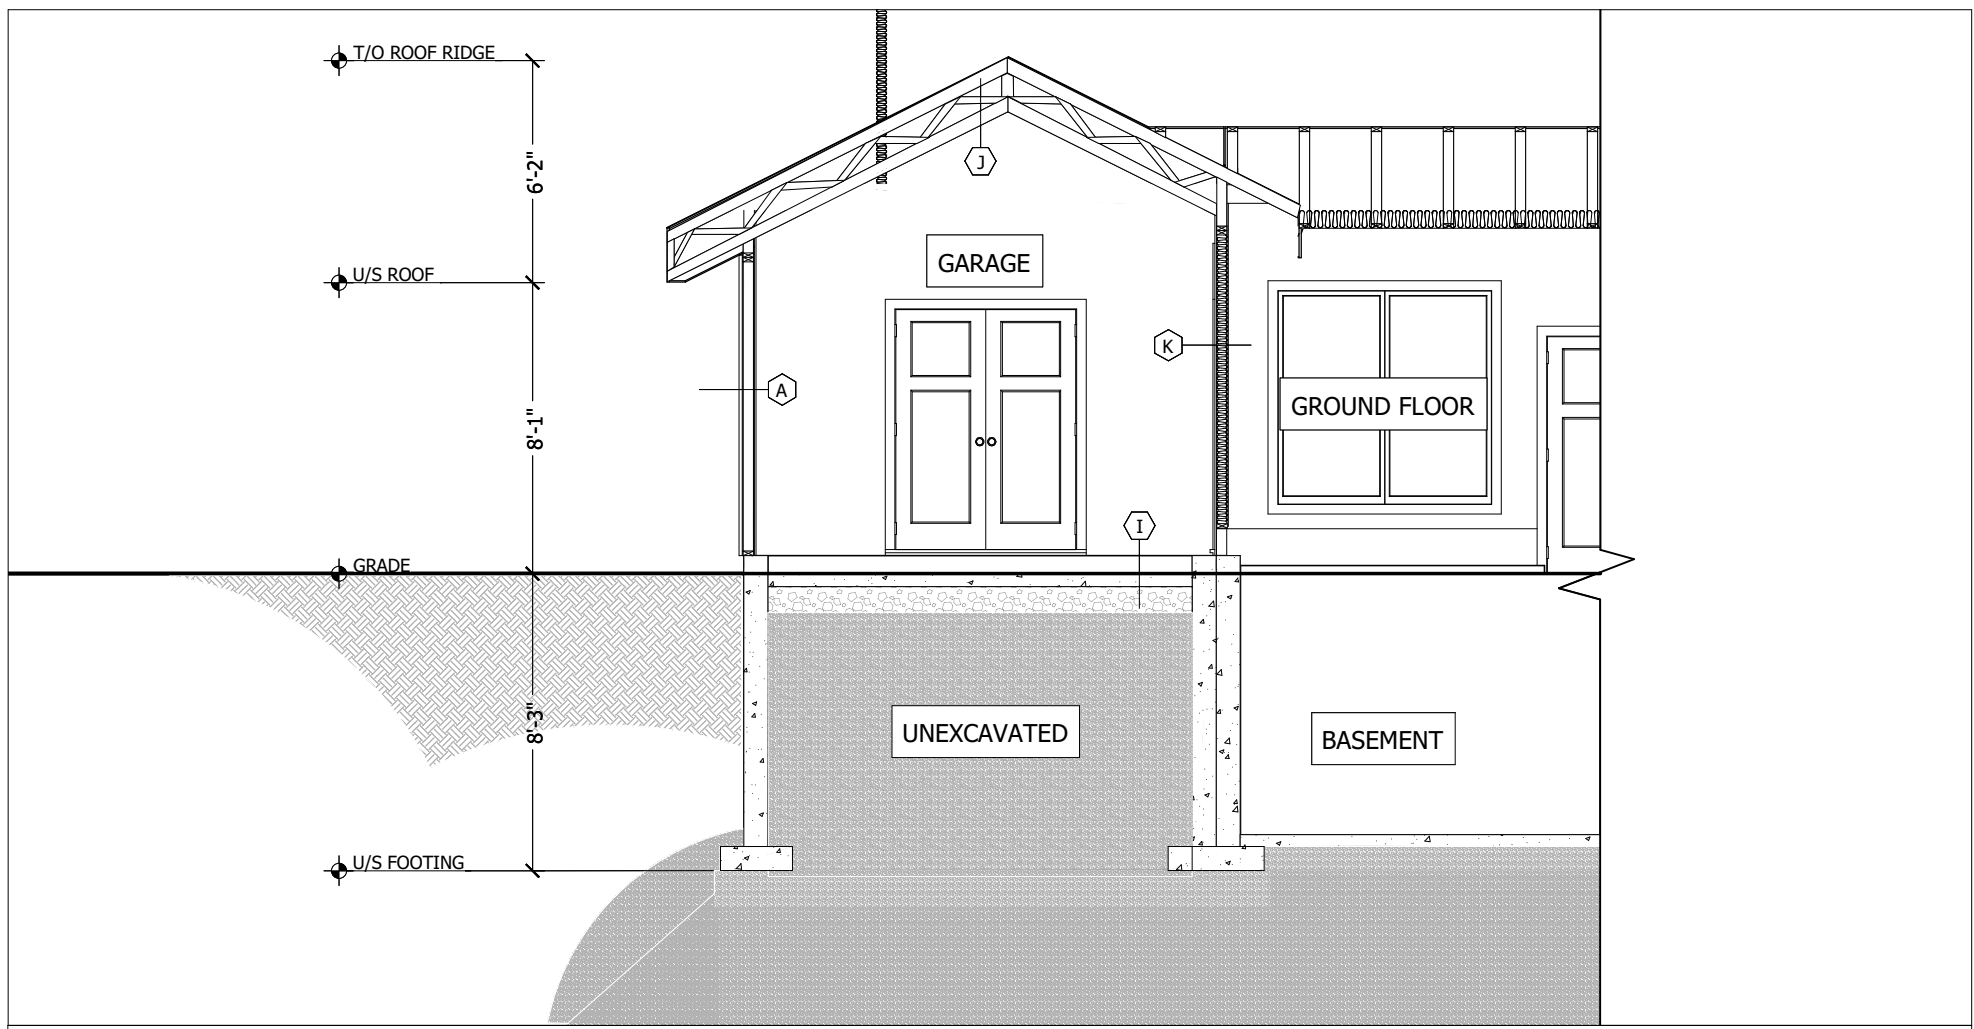 T/O ROOF RIDGE
6'-2"
J
U/S ROOF
GARAGE
K
A
8'-1"
GROUND FLOOR
I
GRADE
8'-3"
UNEXCAVATED
BASEMENT
U/S FOOTING